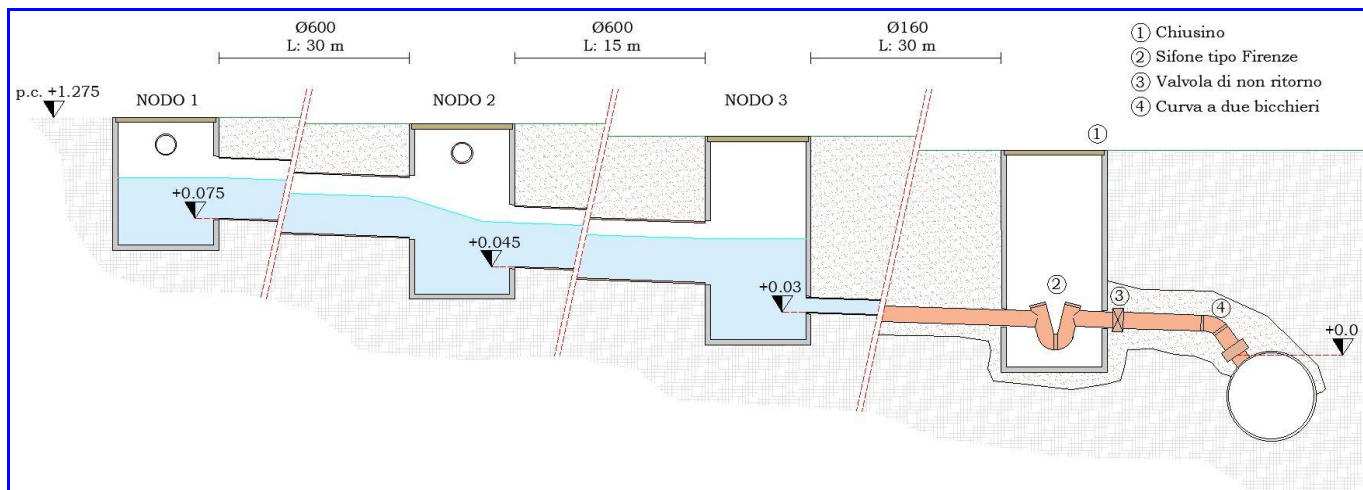 Ø600
L: 30 m
Ø600
L: 15 m
Ø160
L: 30 m
① Chiusino
② Sifone tipo Firenze
③ Valvola di non ritorno
④ Curva a due bicchieri
p.c. +1.275
NODO 1
NODO 2
NODO 3
①
+0.075
+0.045
+0.03
②
③
④
+0.0